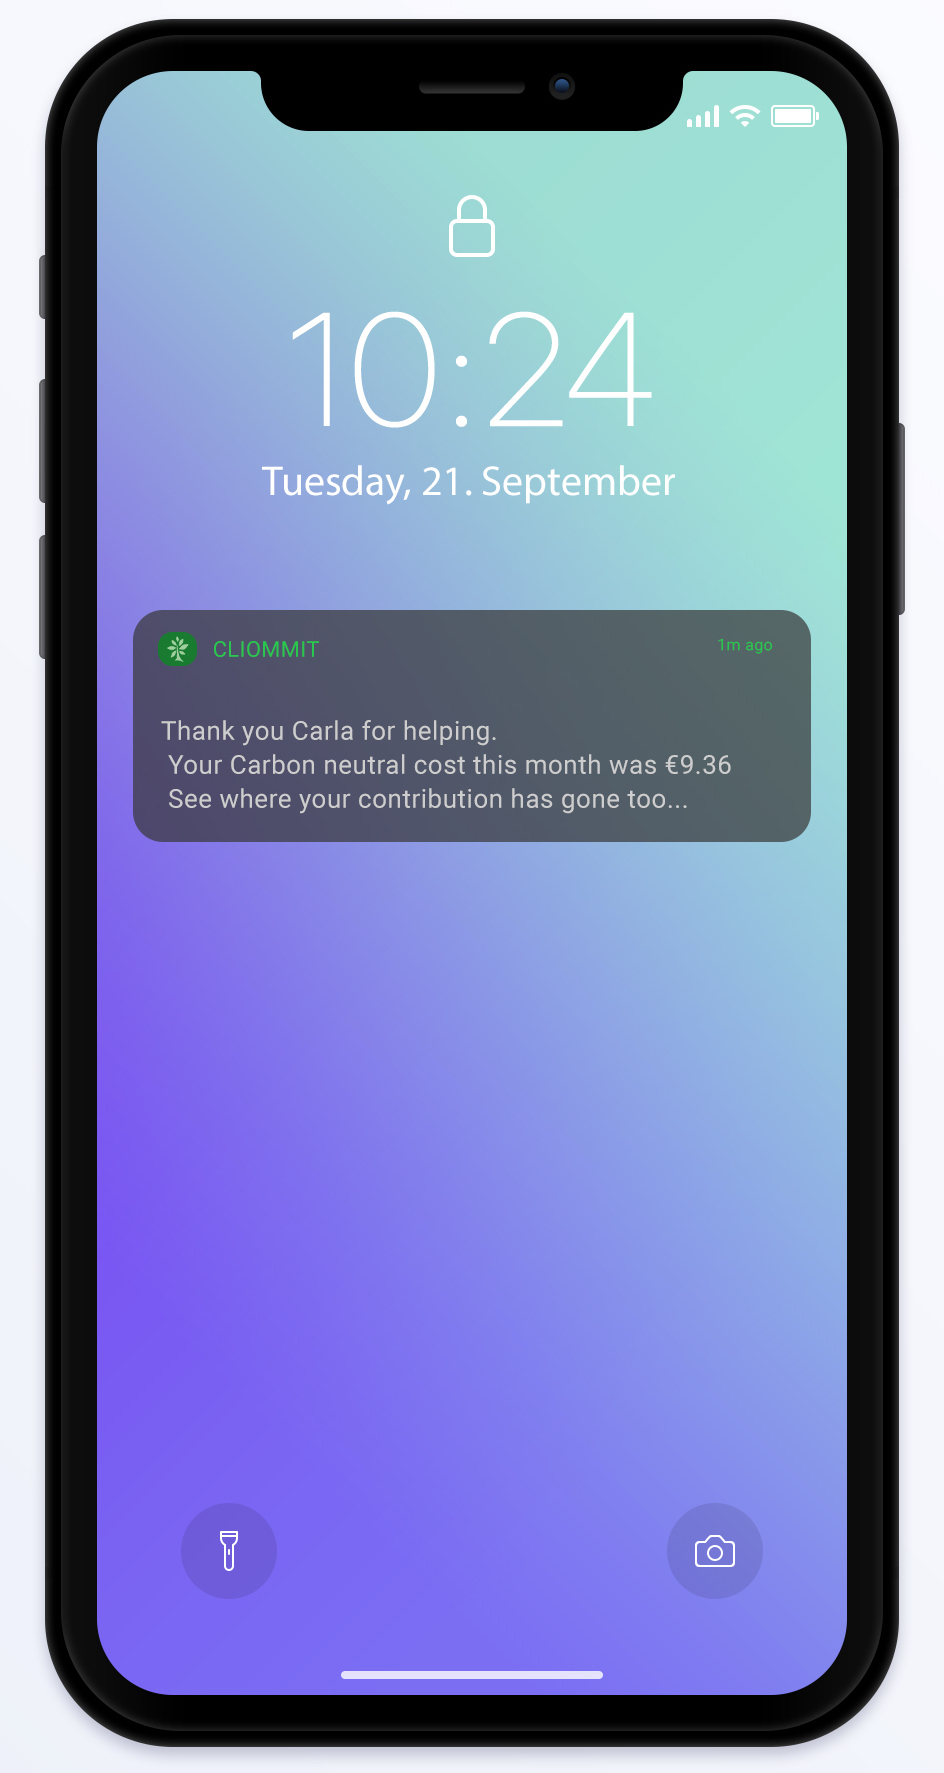 10:24
Tuesday, 21. September
CLIOMMIT
1m ago
Thank you Carla for helping.
Your Carbon neutral cost this month was €9.36
See where your contribution has gone too...